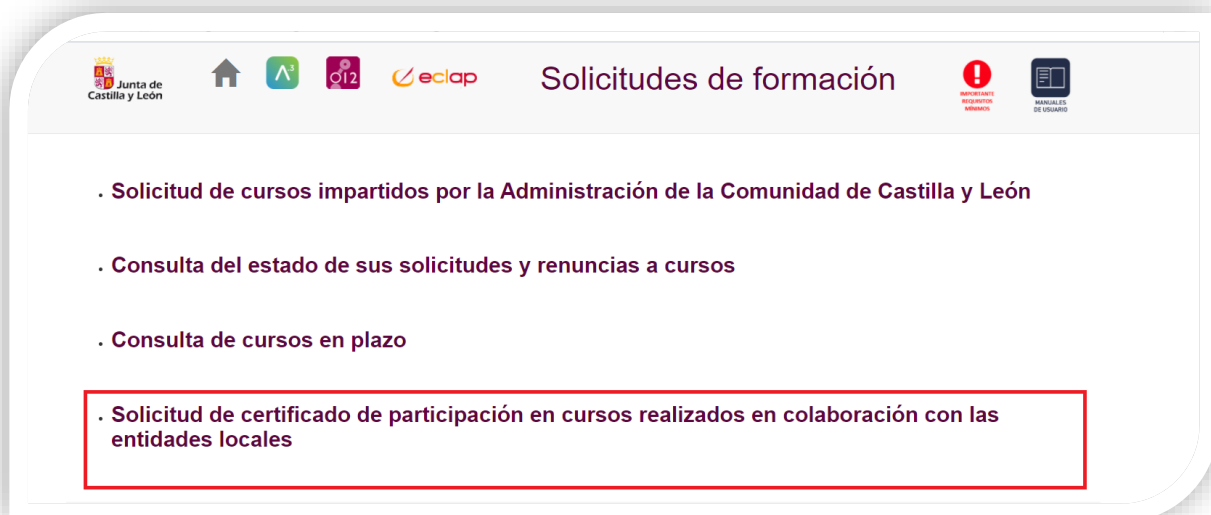 Junta de
Castilla y León
Λ³
012
eclap
Solicitudes de formación
IMPORTANTE
REQUISITOS
MÍNIMOS
MANUALES
DE USUARIO
Solicitud de cursos impartidos por la Administración de la Comunidad de Castilla y León
Consulta del estado de sus solicitudes y renuncias a cursos
Consulta de cursos en plazo
Solicitud de certificado de participación en cursos realizados en colaboración con las
entidades locales